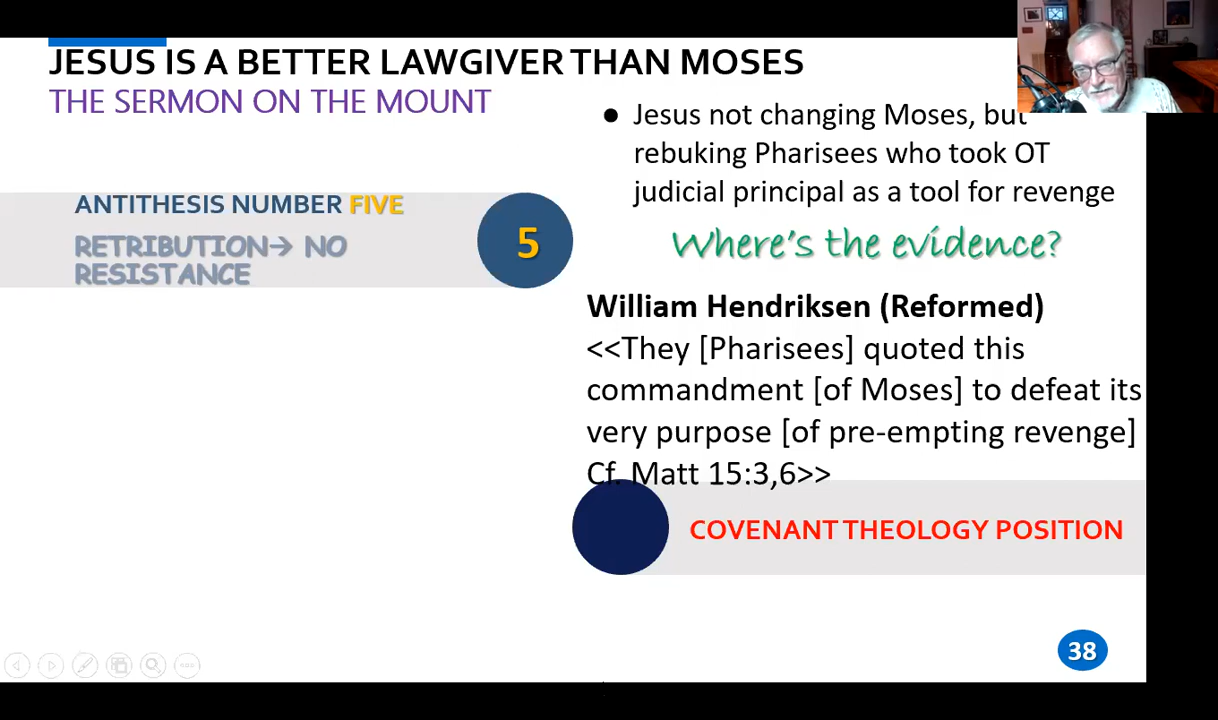 JESUS IS A BETTER LAWGIVER THAN MOSES
THE SERMON ON THE MOUNT
ANTITHESIS NUMBER FIVE
RETRIBUTION→ NO
RESISTANCE
5
● Jesus not changing Moses, but
rebuking Pharisees who took OT
judicial principal as a tool for revenge
Where's the evidence?
William Hendriksen (Reformed)
<<They [Pharisees] quoted this
commandment [of Moses] to defeat its
very purpose [of pre-empting revenge]
Cf. Matt 15:3,6>>
COVENANT THEOLOGY POSITION
38